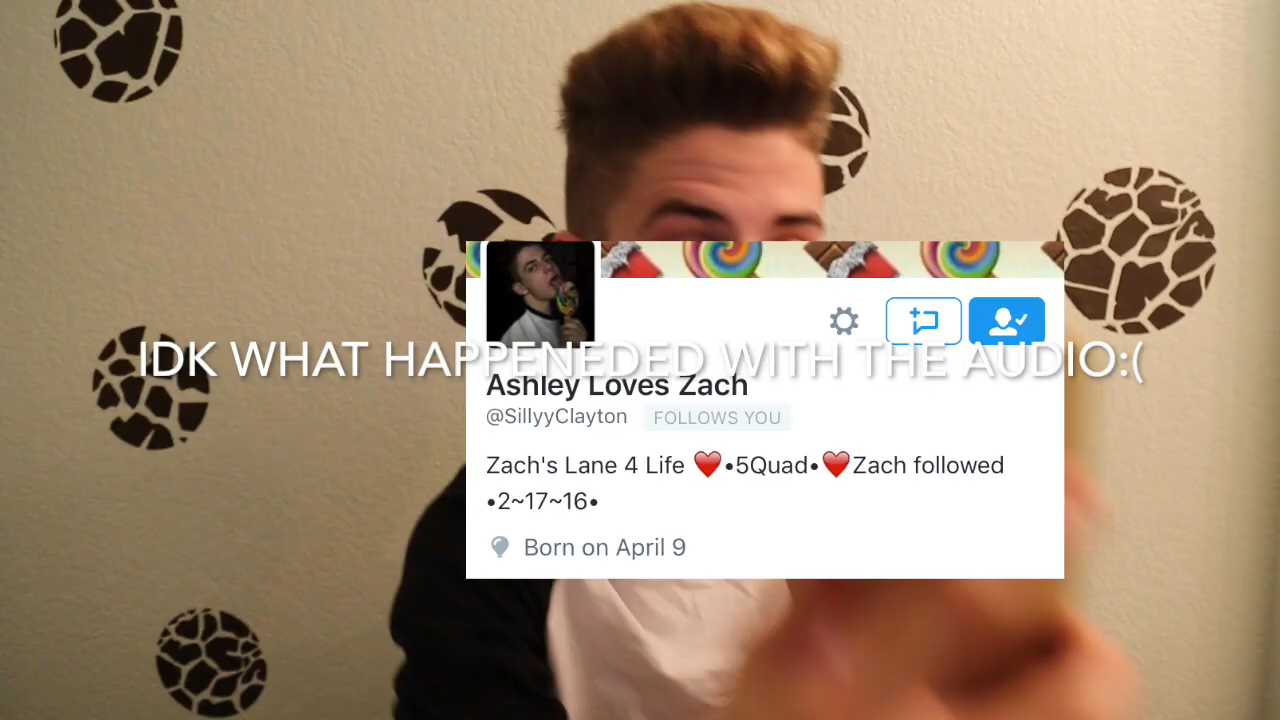 IDK WHAT HAPPENEDED WITH THE AUDIO:(
Ashley Loves Zach
@SillyyClayton FOLLOWS YOU
Zach's Lane 4 Life ❤️•5Quad•❤️Zach followed
•2~17~16•
Born on April 9